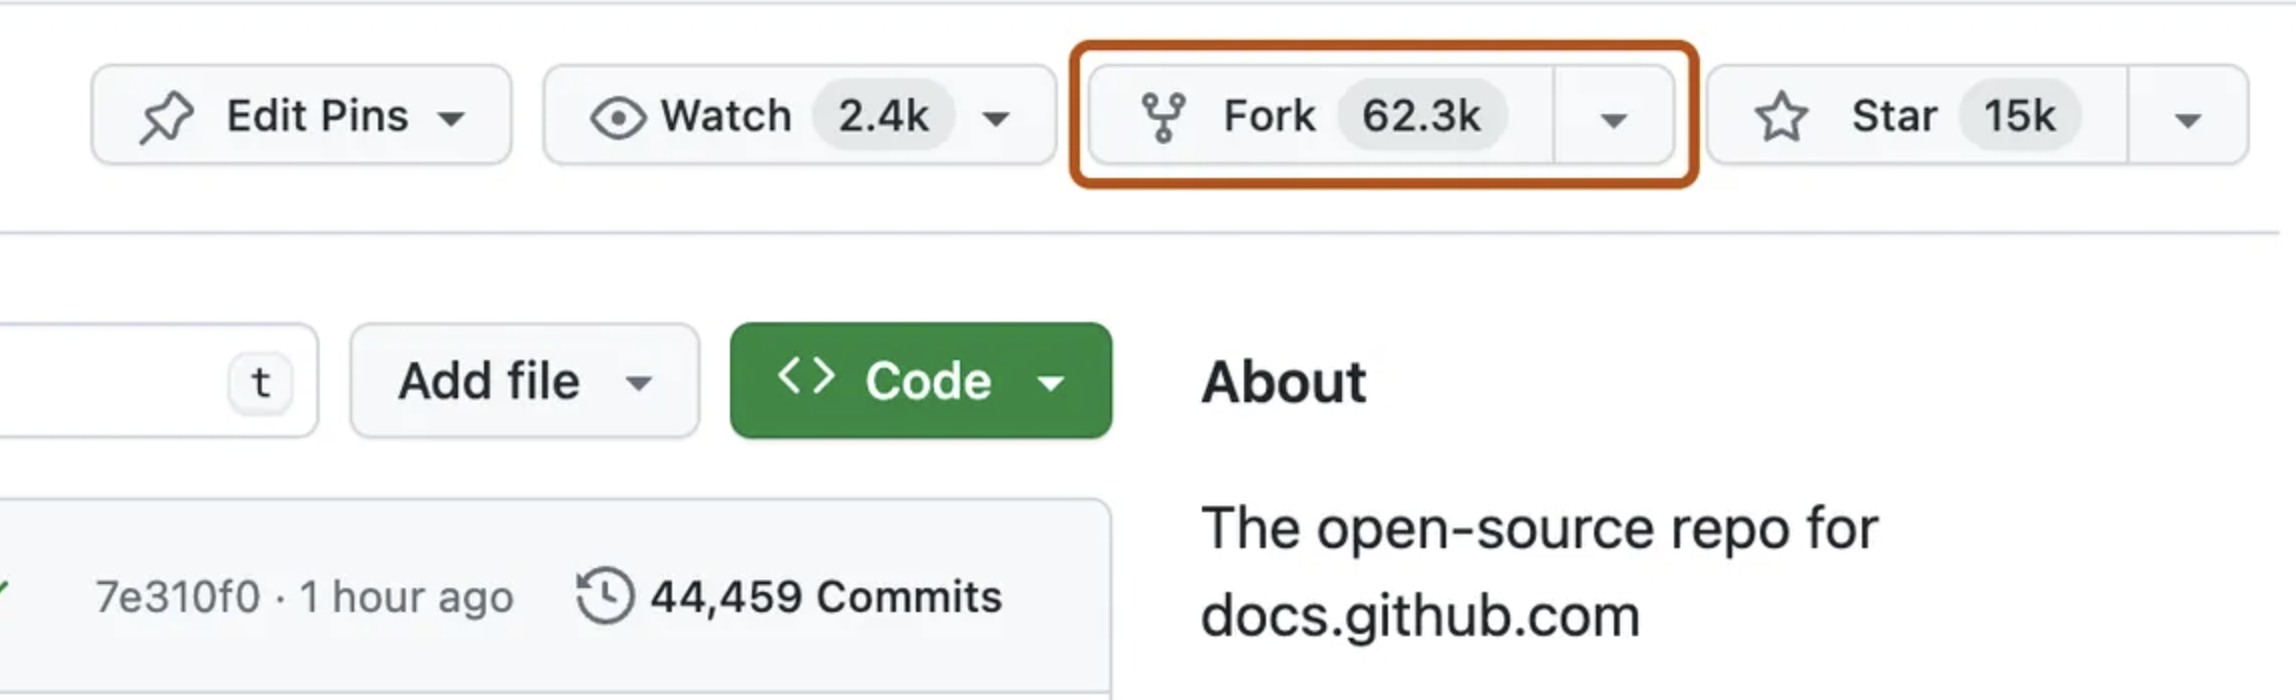 Edit Pins
Watch 2.4k
Fork 62.3k
Star 15k
t
Add file
<> Code
About
The open-source repo for
docs.github.com
7e310f0 · 1 hour ago
44,459 Commits